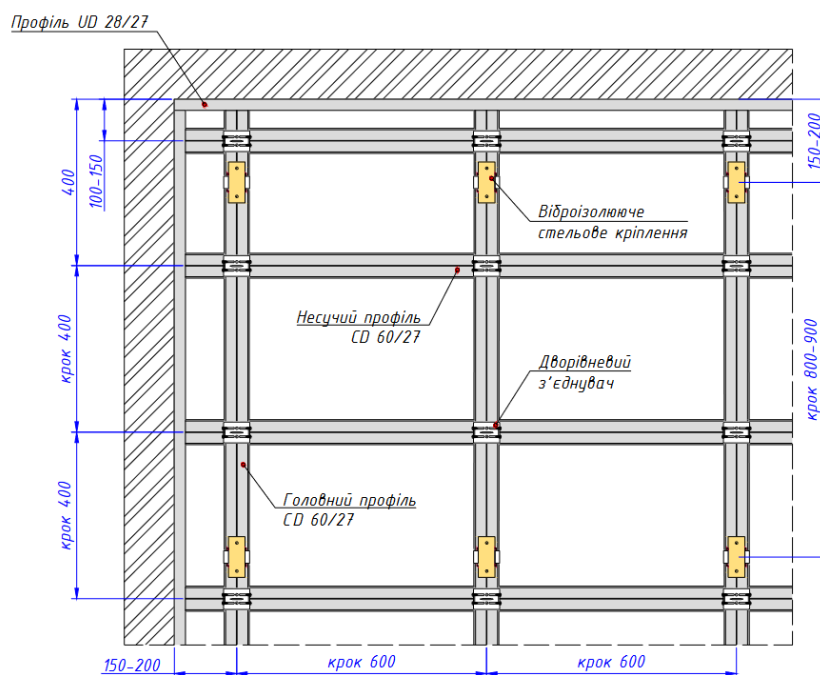 Профіль UD 28/27
400
100-150
150-200
Віброізолююче
стельове кріплення
Несучий профіль
CD 60/27
крок 400
Дворівневий
з'єднувач
крок 800-900
крок 400
Головний профіль
CD 60/27
150-200
крок 600
крок 600